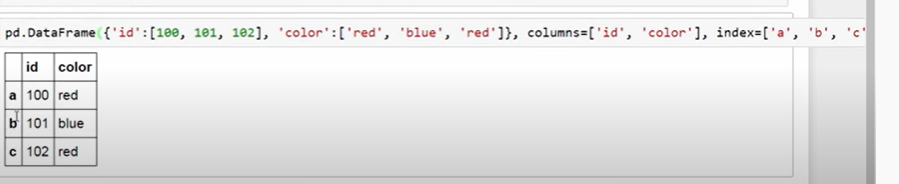 pd.DataFrame({'id':[100, 101, 102], 'color':['red', 'blue', 'red']}, columns=['id', 'color'], index=['a', 'b', 'c'
id color
a 100 red
b 101 blue
c 102 red